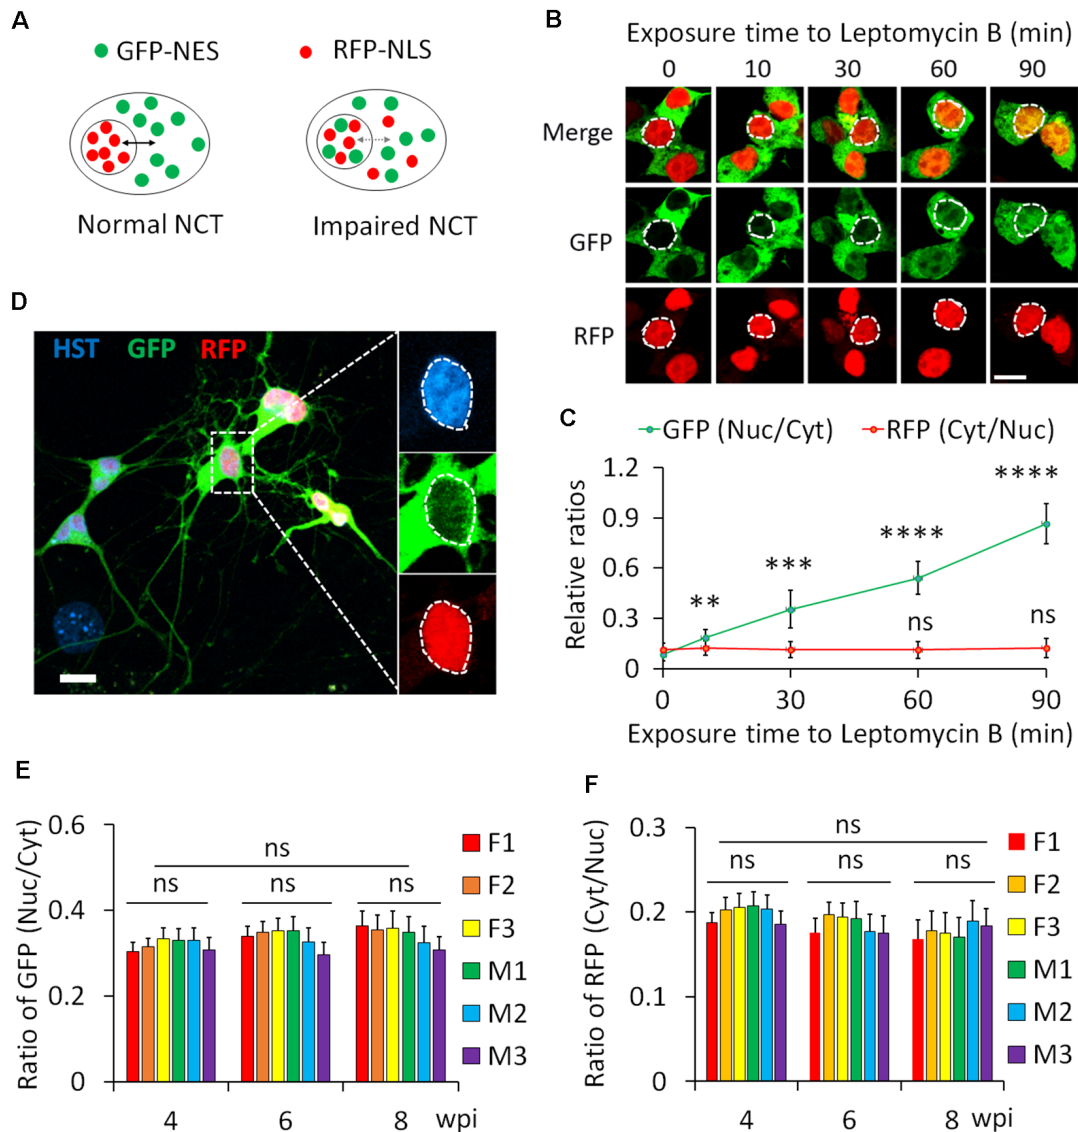 A
GFP-NES
RFP-NLS
Normal NCT
Impaired NCT
B
Exposure time to Leptomycin B (min)
0 10 30 60 90
Merge
GFP
RFP
D
HST GFP RFP
C
GFP (Nuc/Cyt) RFP (Cyt/Nuc)
Relative ratios
1.2
0.9
0.6
0.3
0
**
***
****
****
ns
ns
0 30 60 90
Exposure time to Leptomycin B (min)
E
Ratio of GFP (Nuc/Cyt)
0.6
0.4
0.2
0
ns
ns ns ns
4 6 8 wpi
F1
F2
F3
M1
M2
M3
F
Ratio of RFP (Cyt/Nuc)
0.3
0.2
0.1
0
ns
ns ns ns
4 6 8 wpi
F1
F2
F3
M1
M2
M3